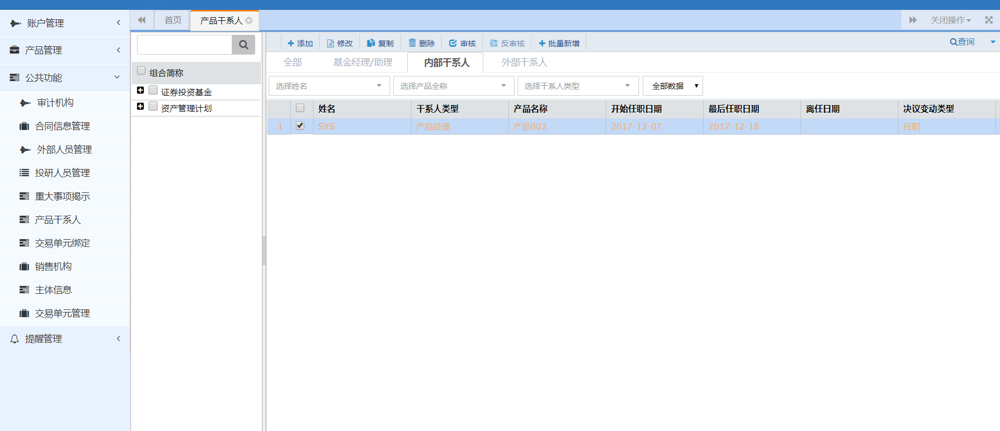 账户管理
产品管理
公共功能
审计机构
合同信息管理
外部人员管理
投研人员管理
重大事项揭示
产品干系人
交易单元绑定
销售机构
主体信息
交易单元管理
提醒管理
首页 产品干系人 关闭操作
组合简称
证券投资基金
资产管理计划
添加 修改 复制 删除 审核 反审核 批量新增 查询
全部 基金经理/助理 内部干系人 外部干系人
选择姓名 选择产品全称 选择干系人类型 全部数据
姓名 干系人类型 产品名称 开始任职日期 最后任职日期 离任日期 决议变动类型
1 SYS 产品经理 产品002 2017-12-07 2017-12-18 任职